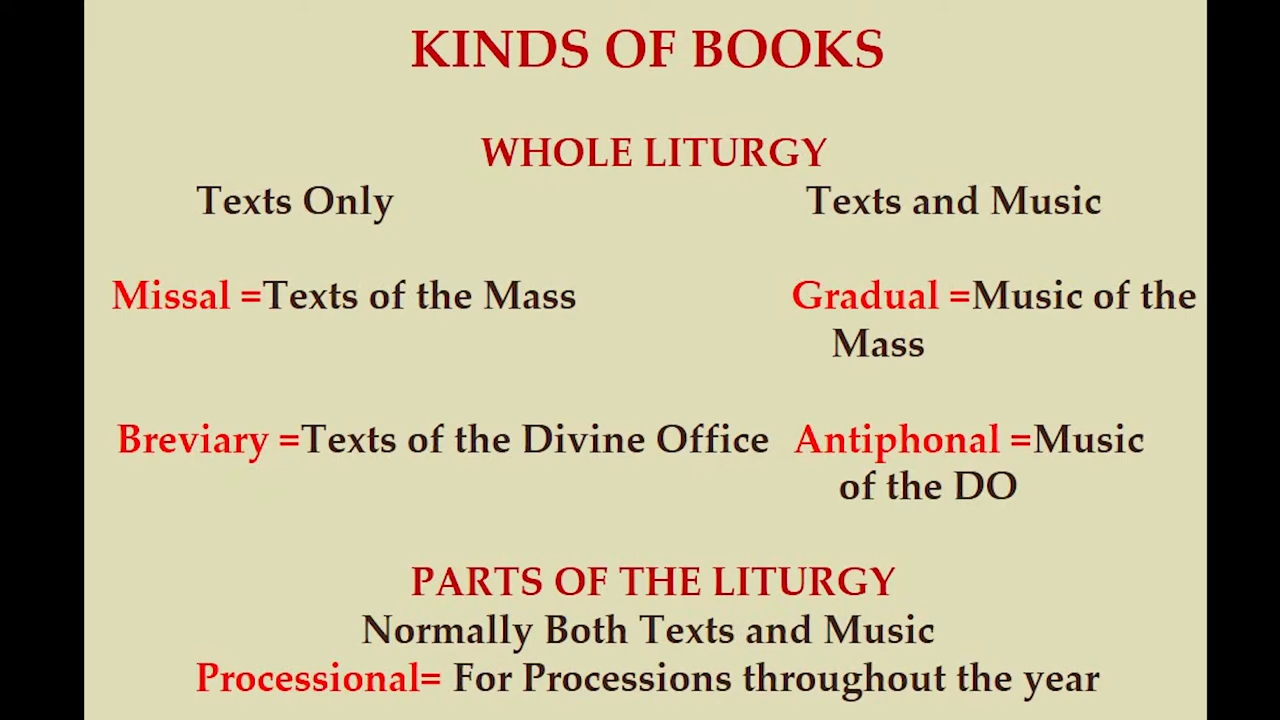 KINDS OF BOOKS
WHOLE LITURGY
Texts Only
Texts and Music
Missal =Texts of the Mass
Gradual =Music of the
Mass
Breviary =Texts of the Divine Office
Antiphonal =Music
of the DO
PARTS OF THE LITURGY
Normally Both Texts and Music
Processional= For Processions throughout the year